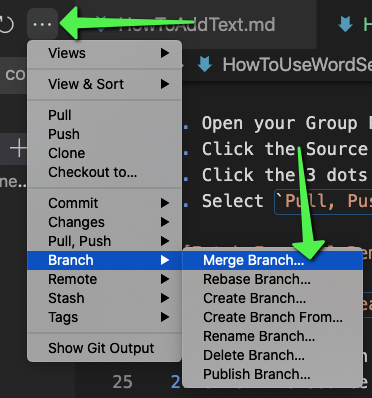 HowToAddText.md
HowToUseWordSe
co
ne...
Views
View & Sort
Pull
Push
Clone
Checkout to...
Commit
Changes
Pull, Push
Branch
Remote
Stash
Tags
Show Git Output
Merge Branch...
Rebase Branch...
Create Branch...
Create Branch From...
Rename Branch...
Delete Branch...
Publish Branch...
. Open your Group
. Click the Source
. Click the 3 dots
. Select `Pull, Pus
25 2